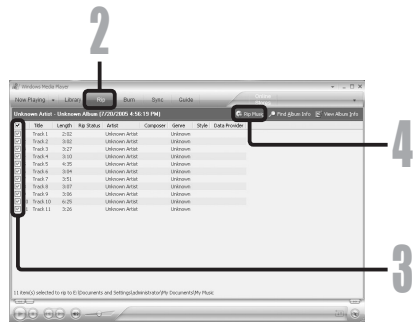 2
Windows Media Player
Now Playing Library Rip Burn Sync Guide
Unknown Artist - Unknown Album (7/20/2005 4:56:19 PM) Rip Music Find Album Info View Album Info
Title Length Rip Status Artist Composer Genre Style Data Provider
Track 1 2:02 Unknown Artist Unknown
Track 2 3:02 Unknown Artist Unknown
Track 3 3:27 Unknown Artist Unknown
Track 4 3:10 Unknown Artist Unknown
Track 5 6:35 Unknown Artist Unknown
Track 6 3:04 Unknown Artist Unknown
Track 7 3:51 Unknown Artist Unknown
Track 8 3:07 Unknown Artist Unknown
Track 9 3:06 Unknown Artist Unknown
10 Track 10 6:25 Unknown Artist Unknown
Track 11 3:26 Unknown Artist Unknown
4
3
11 item(s) selected to rip to E:\Documents and Settings\administrator\My Documents\My Music